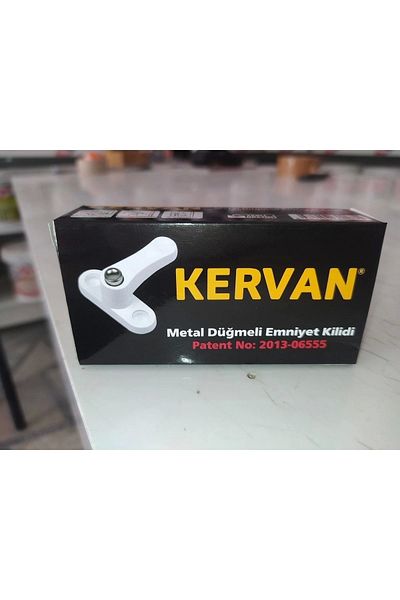 KERVAN®
Metal Düğmeli Emniyet Kilidi
Patent No: 2013-06555